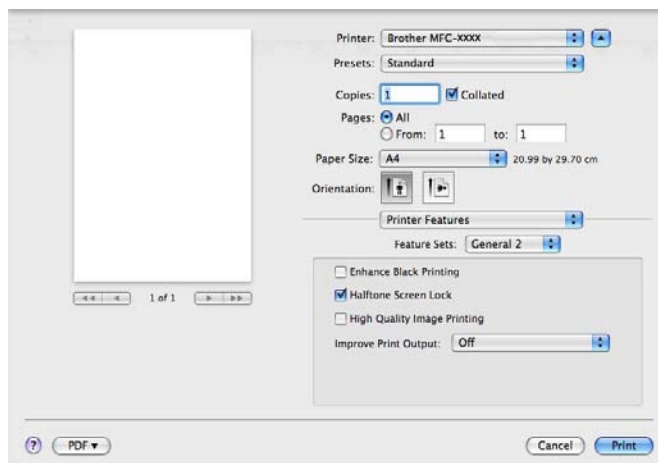 Printer: Brother MFC-XXXX
Presets: Standard
Copies: 1 Collated
Pages: All
From: 1 to: 1
Paper Size: A4 20.99 by 29.70 cm
Orientation:
Printer Features
Feature Sets: General 2
Enhance Black Printing
Halftone Screen Lock
1 of 1
High Quality Image Printing
Improve Print Output: Off
? PDF Cancel Print